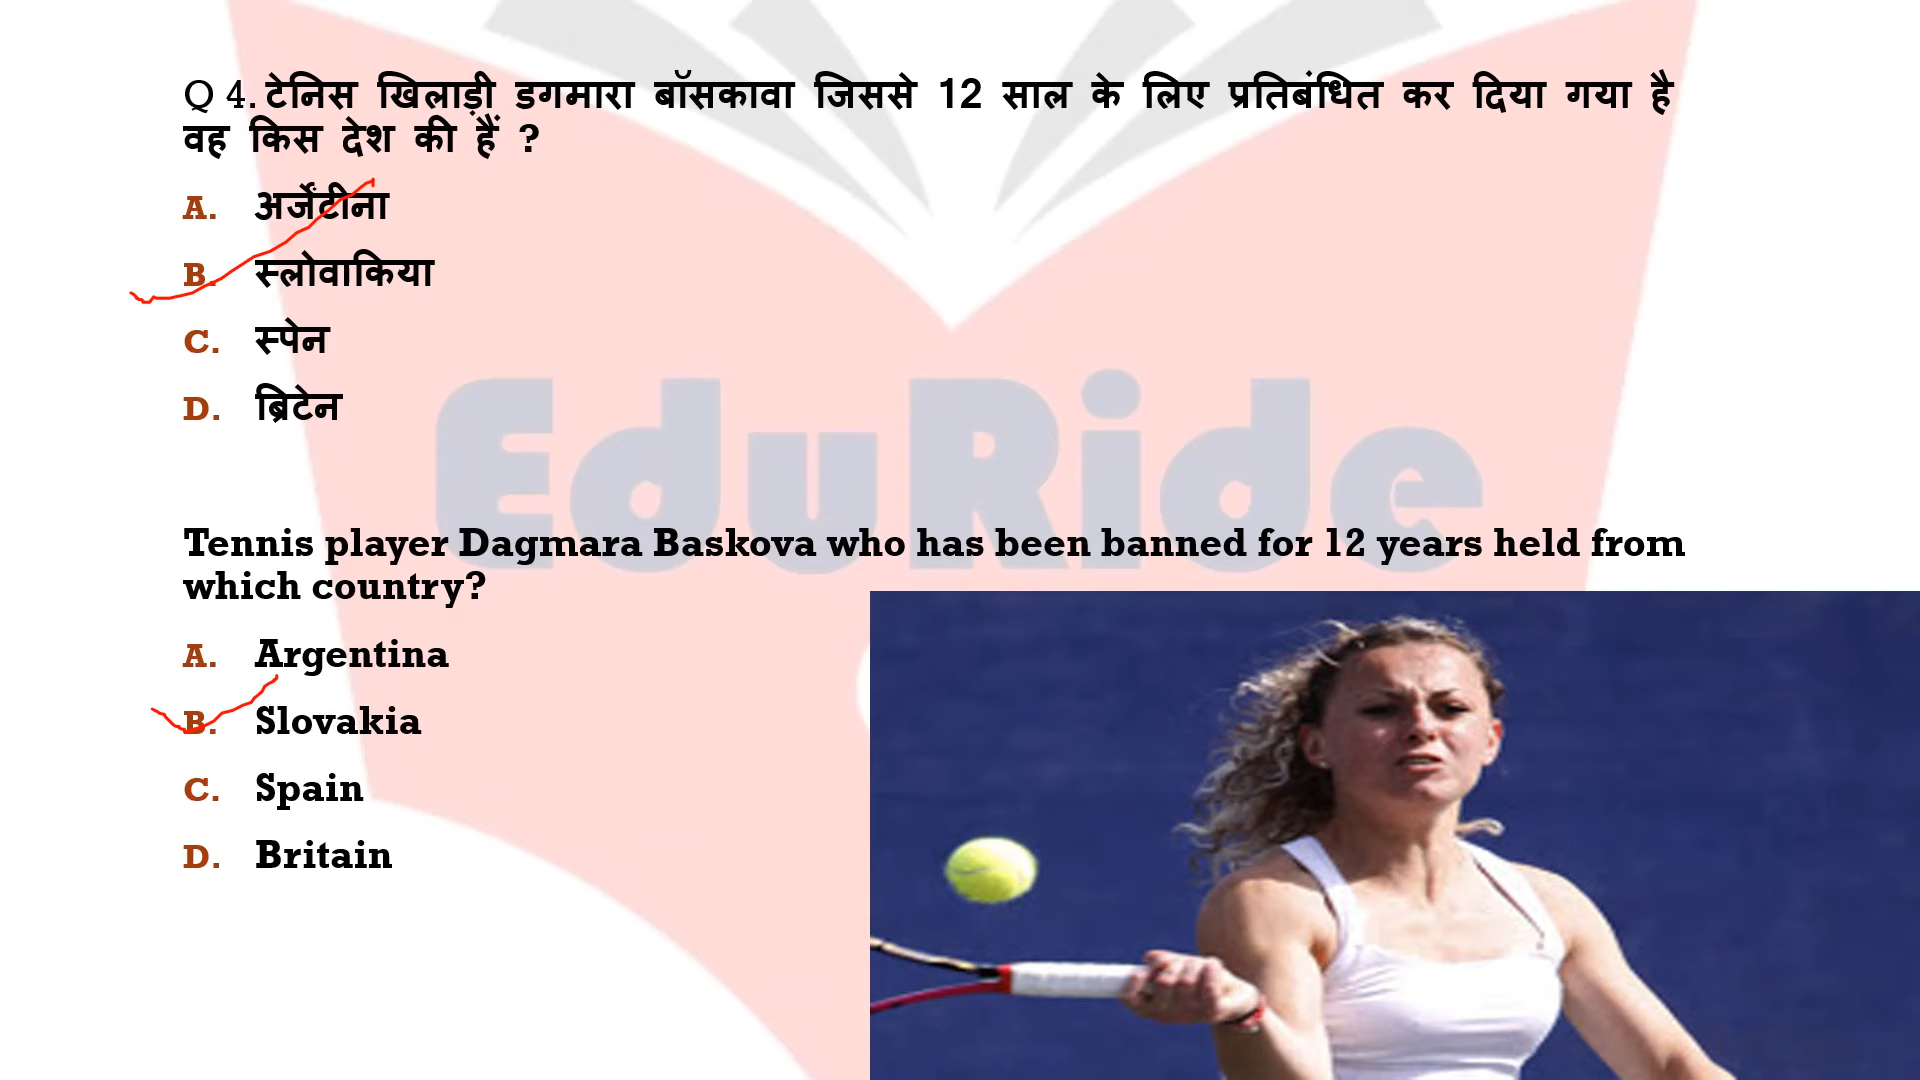 Q 4. टेनिस खिलाड़ी डगमारा बॉसकावा जिससे 12 साल के लिए प्रतिबंधित कर दिया गया है
वह किस देश की हैं ?
A. अर्जेंटीना
B. स्लोवाकिया
C. स्पेन
D. ब्रिटेन
EduRide
Tennis player Dagmara Baskova who has been banned for 12 years held from
which country?
A. Argentina
B. Slovakia
C. Spain
D. Britain